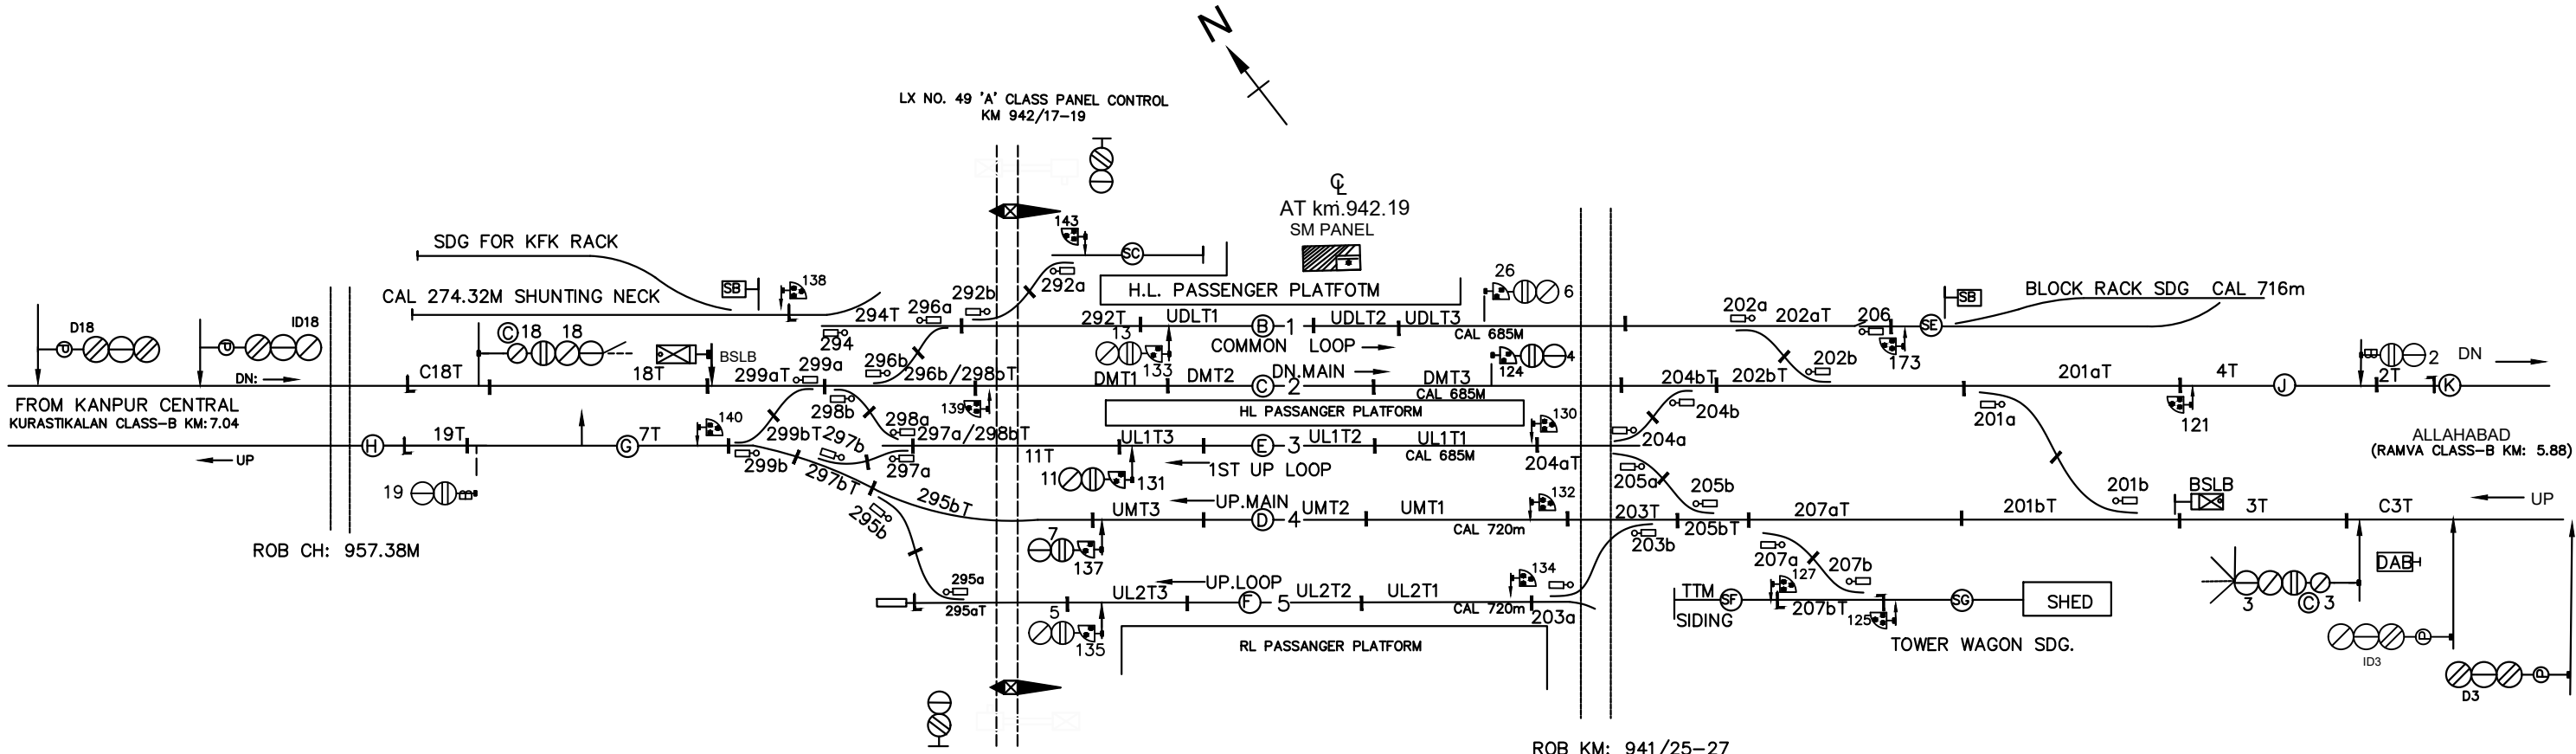 N
LX NO. 49 'A' CLASS PANEL CONTROL
KM 942/17-19
℄
AT km.942.19
SM PANEL
SDG FOR KFK RACK
143
SC
26
6
SB
138
292b
292a
H.L. PASSENGER PLATFOTM
SB
BLOCK RACK SDG CAL 716m
CAL 274.32M SHUNTING NECK
294T
296a
292T
UDLT1
B 1
UDLT2
UDLT3
CAL 685M
202a
202aT
206
SE
D18
P
ID18
P
C 18
18
294
13
133
COMMON LOOP
124
4
173
BSLB
299a
296b
202b
2
DN
DN:
C18T
18T
299aT
296b/298bT
DMT1
DMT2
DN.MAIN
C 2
DMT3
CAL 685M
204bT
202bT
201aT
4T
J
2T
K
FROM KANPUR CENTRAL
KURASTIKALAN CLASS-B KM:7.04
140
298b
139
HL PASSANGER PLATFORM
130
204b
201a
121
298a
19T
7T
299bT
297b
297a/298bT
UL1T3
E 3
UL1T2
UL1T1
CAL 685M
204a
ALLAHABAD
(RAMVA CLASS-B KM: 5.88)
H
G
UP
299b
297a
11T
1ST UP LOOP
204aT
19
B
297bT
11
131
205a
205b
201b
BSLB
UP
295bT
UP.MAIN
132
295b
UMT3
D 4
UMT2
UMT1
CAL 720m
203T
205bT
207aT
201bT
3T
C3T
ROB CH: 957.38M
7
137
203b
207a
207b
DAB
295a
295aT
UP.LOOP
UL2T3
F 5
UL2T2
UL2T1
CAL 720m
134
203a
TTM
SIDING
SF
127
207bT
125
SG
SHED
3
C 3
5
135
RL PASSANGER PLATFORM
TOWER WAGON SDG.
P
ID3
P
D3
ROB KM: 941/25-27